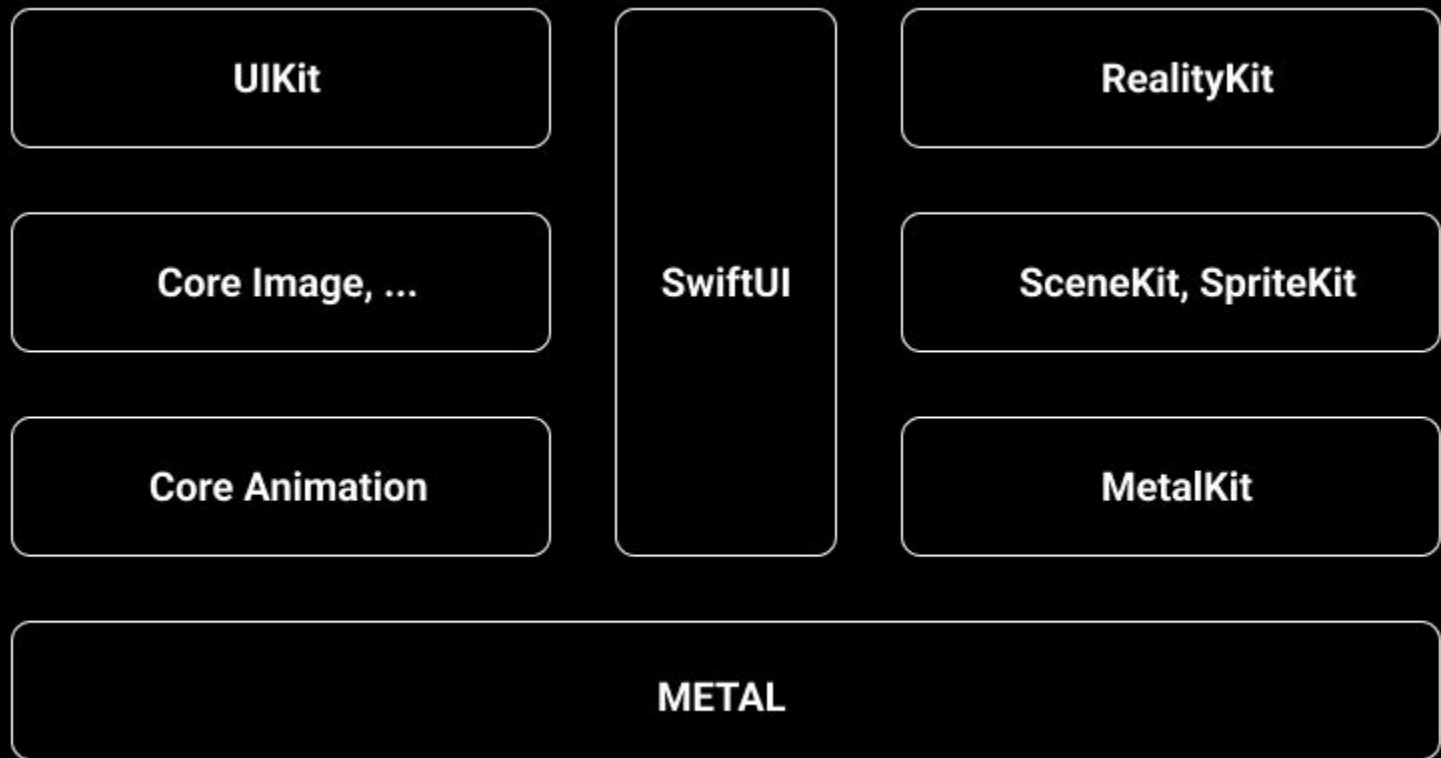 UIKit
RealityKit
Core Image, ...
SwiftUI
SceneKit, SpriteKit
Core Animation
MetalKit
METAL